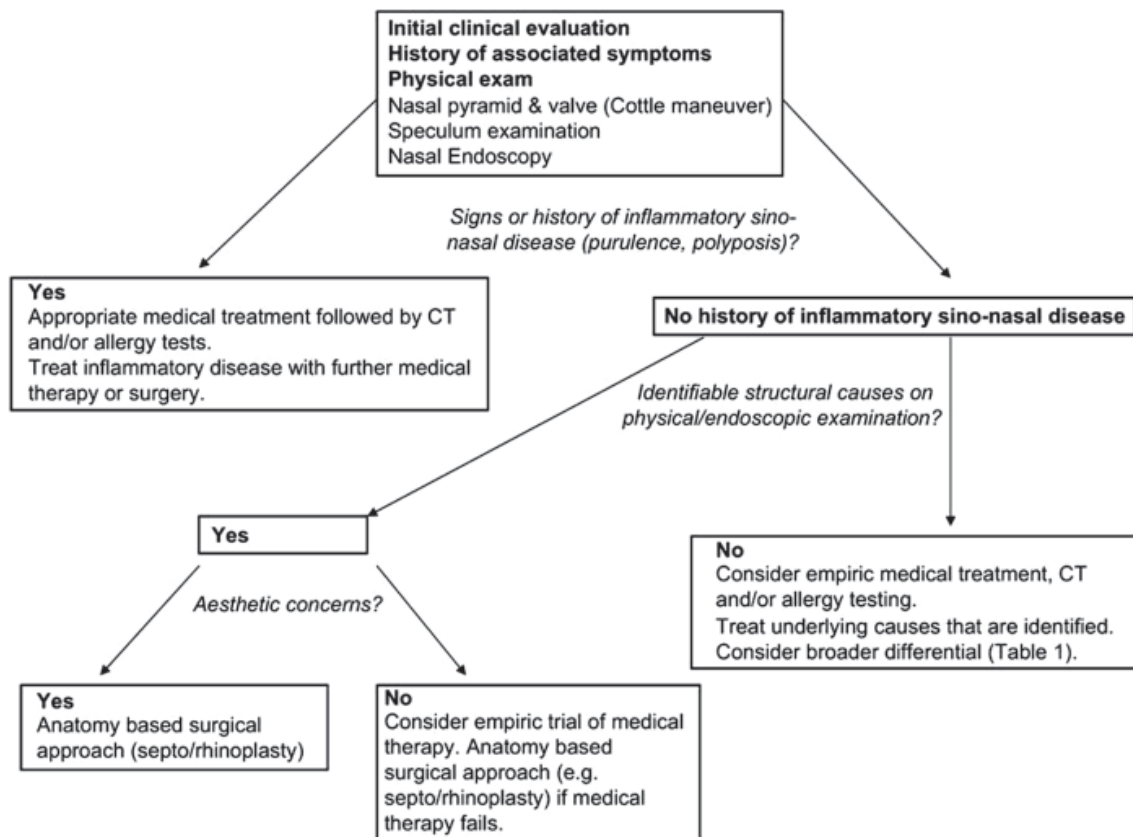 Initial clinical evaluation
History of associated symptoms
Physical exam
Nasal pyramid & valve (Cottle maneuver)
Speculum examination
Nasal Endoscopy
Signs or history of inflammatory sino-
nasal disease (purulence, polyposis)?
Yes
Appropriate medical treatment followed by CT
and/or allergy tests.
Treat inflammatory disease with further medical
therapy or surgery.
No history of inflammatory sino-nasal disease
Identifiable structural causes on
physical/endoscopic examination?
Yes
No
Consider empiric medical treatment, CT
and/or allergy testing.
Treat underlying causes that are identified.
Consider broader differential (Table 1).
Aesthetic concerns?
Yes
Anatomy based surgical
approach (septo/rhinoplasty)
No
Consider empiric trial of medical
therapy. Anatomy based
surgical approach (e.g.
septo/rhinoplasty) if medical
therapy fails.